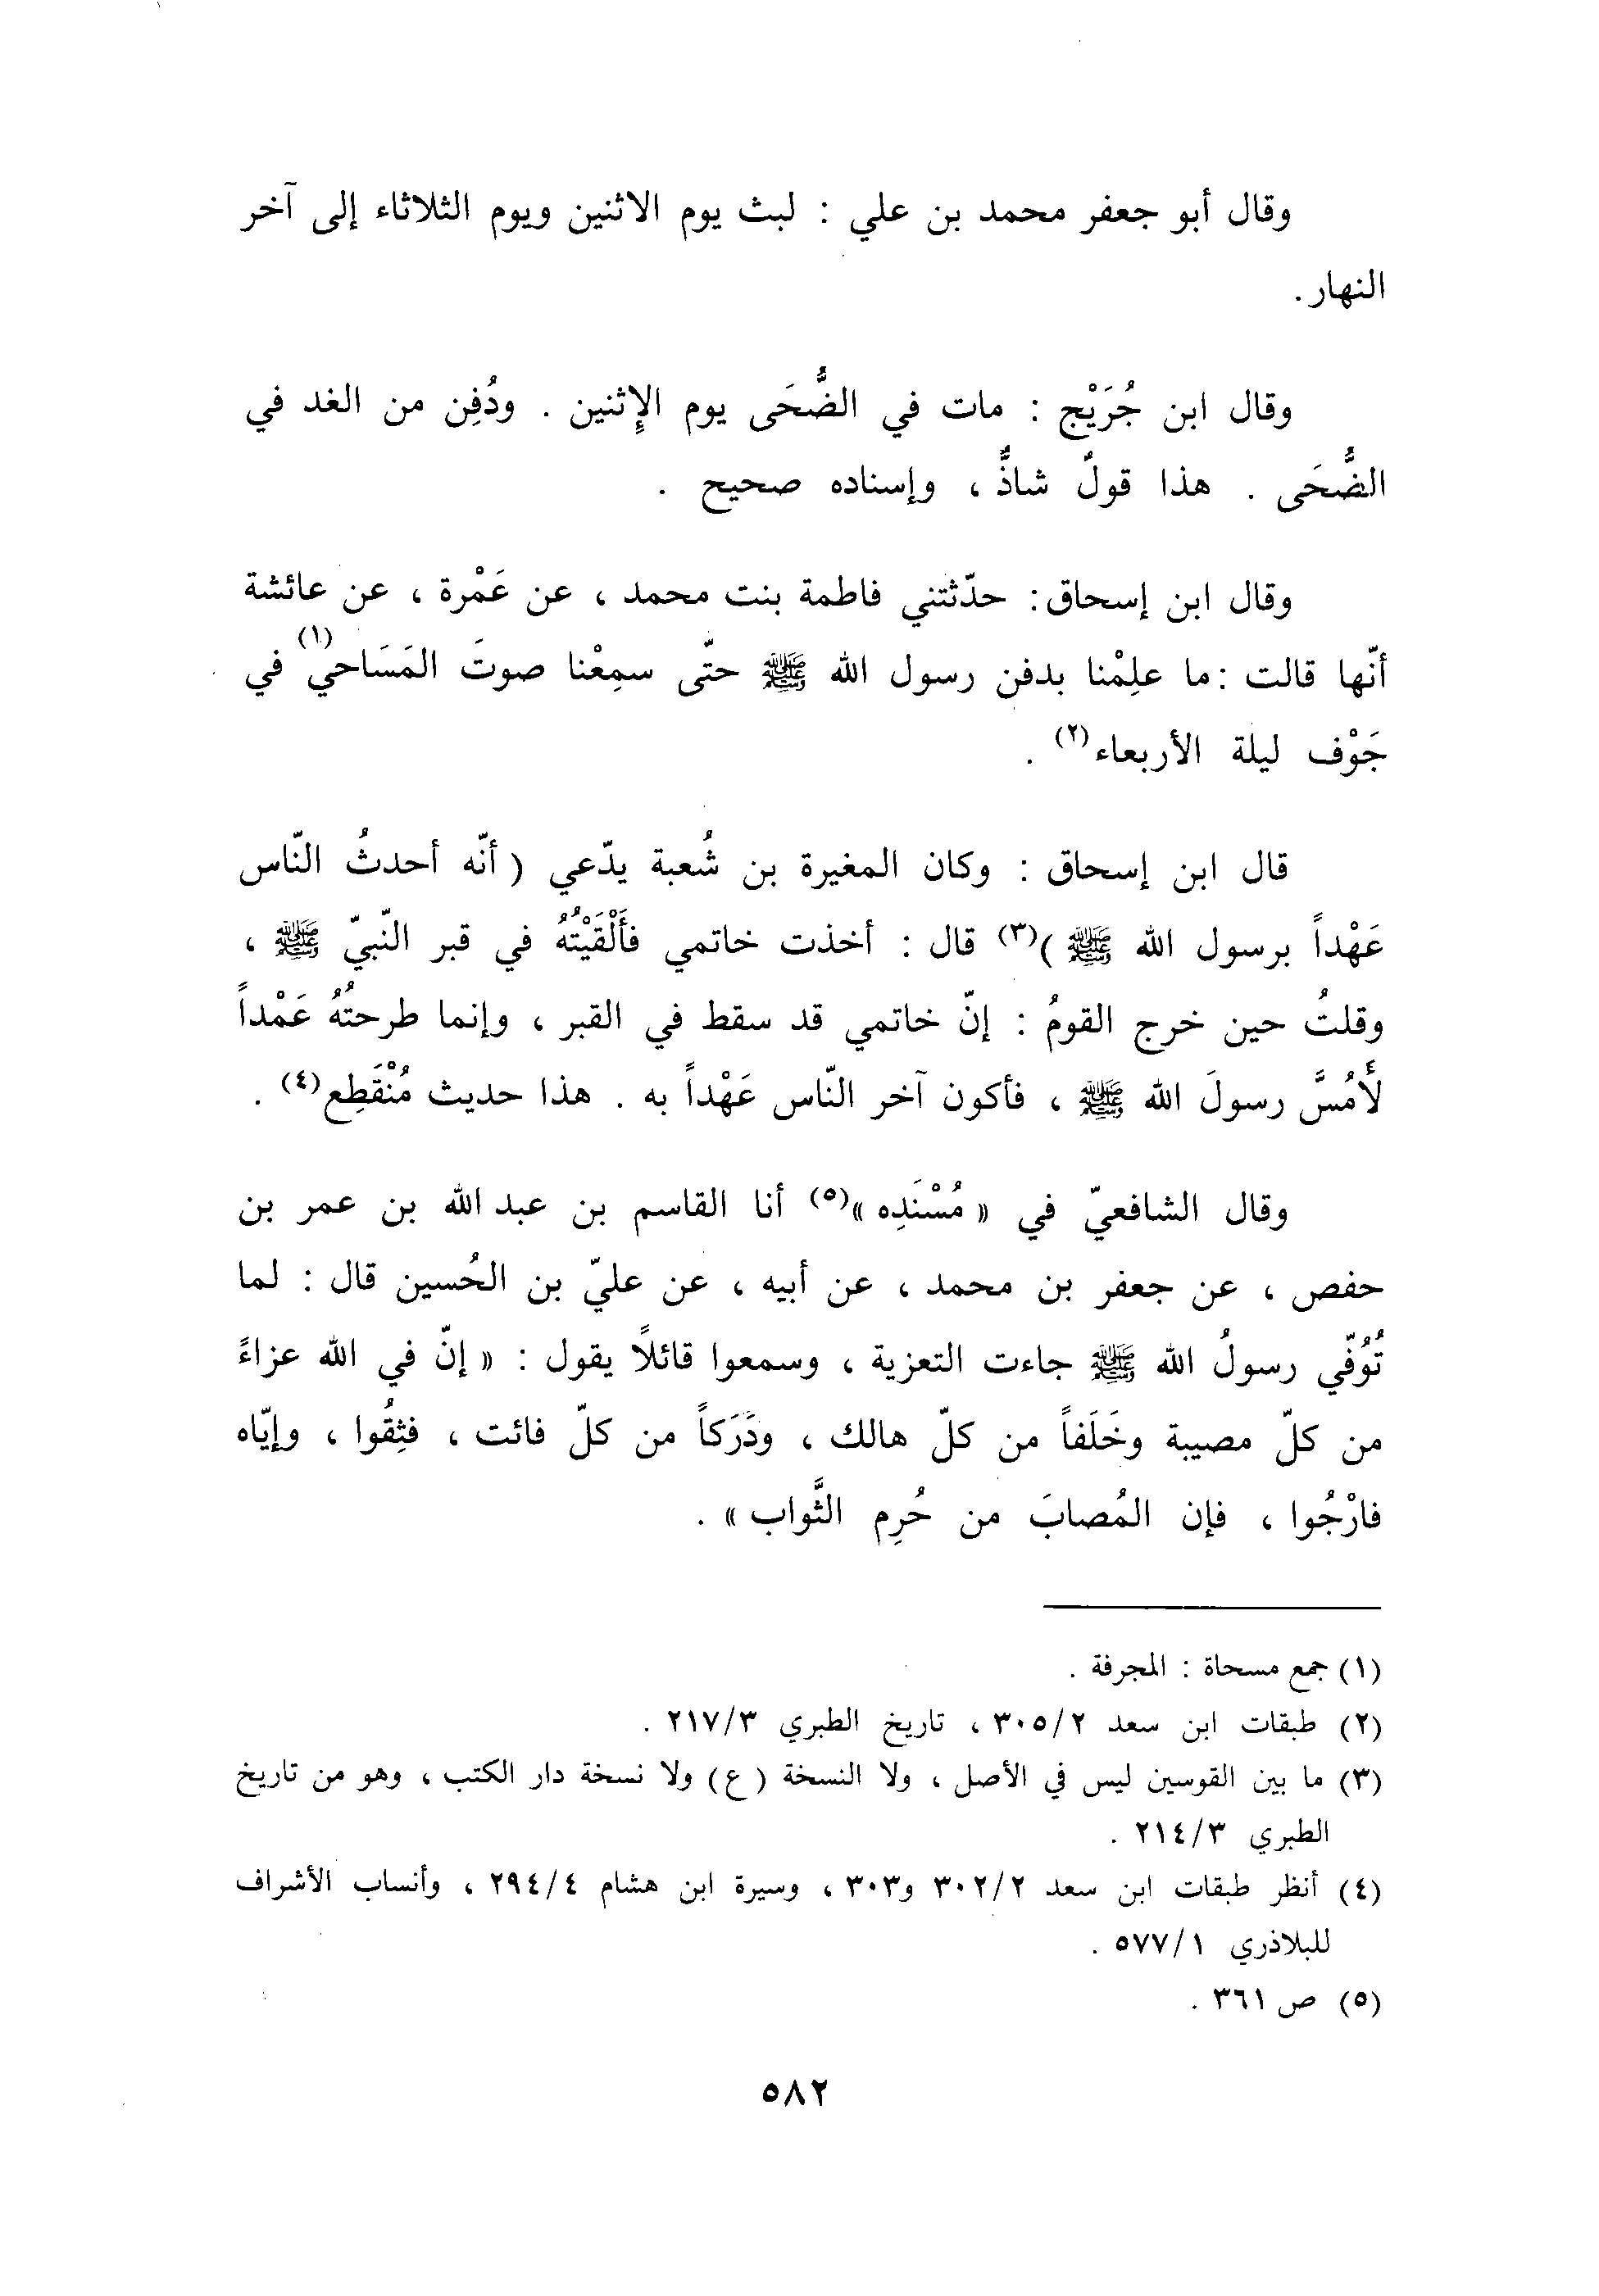 وقال أبو جعفر محمد بن علي : لبث يوم الاثنين ويوم الثلاثاء إلى آخر
النهار .
وقال ابن جُرَيْج : مات في الضُّحَى يوم الإثنين . ودُفِن من الغد في
الضُّحَى . هذا قولٌ شاذٌّ ، وإسناده صحيح .
وقال ابن إسحاق : حدّثتني فاطمة بنت محمد ، عن عَمْرة ، عن عائشة
أنّها قالت : ما علِمْنا بدفن رسول الله ﷺ حتّى سمِعْنا صوتَ المَسَاحي(١) في
جَوْف ليلة الأربعاء(٢) .
قال ابن إسحاق : وكان المغيرة بن شُعبة يدّعي ( أنّه أحدثُ النّاس
عَهْداً برسول الله ﷺ )(٣) قال : أخذت خاتمي فأَلْقَيْتُهُ في قبر النّبيّ ﷺ ،
وقلتُ حين خرج القومُ : إنّ خاتمي قد سقط في القبر ، وإنما طرحتُهُ عَمْداً
لأَمُسَّ رسولَ الله ﷺ ، فأكون آخر النّاس عَهْداً به . هذا حديث مُنْقَطِع(٤) .
وقال الشافعيّ في « مُسْنَدِه »(٥) أنا القاسم بن عبد الله بن عمر بن
حفص ، عن جعفر بن محمد ، عن أبيه ، عن عليّ بن الحُسين قال : لما
تُوُفّي رسولُ الله ﷺ جاءت التعزية ، وسمعوا قائلًا يقول : « إنّ في الله عزاءً
من كلّ مصيبة وخَلَفاً من كلّ هالك ، ودَرَكاً من كلّ فائت ، فثِقُوا ، وإيّاه
فارْجُوا ، فإن المُصابَ من حُرِم الثَّواب » .
(١) جمع مسحاة : المجرفة .
(٢) طبقات ابن سعد ٣٠٥/٢ ، تاريخ الطبري ٢١٧/٣ .
(٣) ما بين القوسين ليس في الأصل ، ولا النسخة ( ع ) ولا نسخة دار الكتب ، وهو من تاريخ
الطبري ٢١٤/٣ .
(٤) أنظر طبقات ابن سعد ٣٠٢/٢ و٣٠٣ ، وسيرة ابن هشام ٢٩٤/٤ ، وأنساب الأشراف
للبلاذري ٥٧٧/١ .
(٥) ص ٣٦١ .
٥٨٢